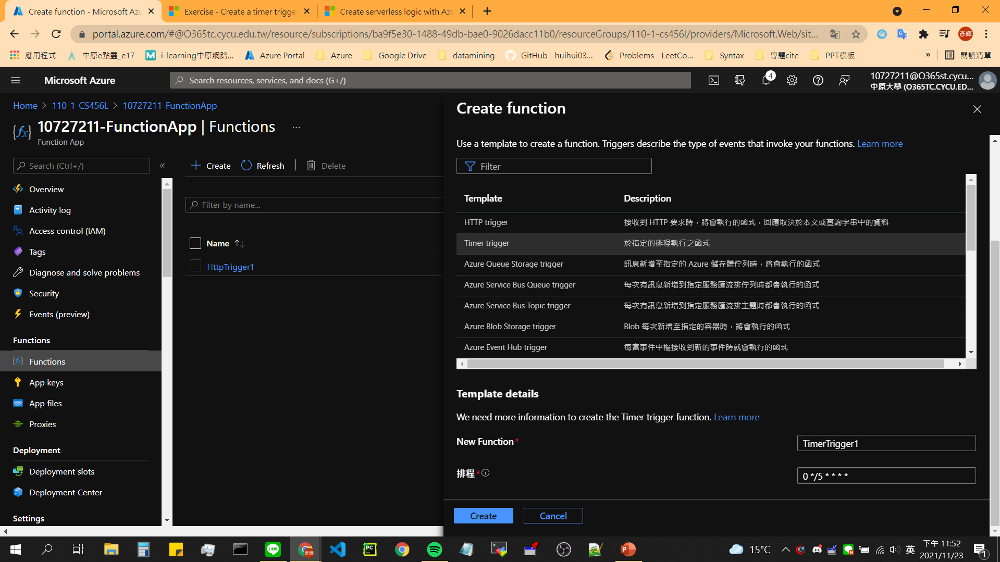 Create function - Microsoft Azu
Exercise - Create a timer trigge
Create serverless logic with Azu
portal.azure.com/#@O365tc.cycu.edu.tw/resource/subscriptions/ba9f5e30-1488-49db-bae0-9026dacc11b0/resourceGroups/110-1-cs456l/providers/Microsoft.Web/sit...
彥輝
應用程式
中原e點靈_e17
i-learning中原網路...
Azure Portal
Azure
Google Drive
datamining
GitHub - huihui03...
Problems - LeetCo...
Syntax
專題cite
PPT模板
»
閱讀清單
Microsoft Azure
Search resources, services, and docs (G+/)
4
10727211@O365st.cycu...
中原大學 (O365TC.CYCU.ED...
Home > 110-1-CS456L > 10727211-FunctionApp
10727211-FunctionApp | Functions ...
Function App
Search (Ctrl+/)
«
Overview
Activity log
Access control (IAM)
Tags
Diagnose and solve problems
Security
Events (preview)
Functions
Functions
App keys
App files
Proxies
Deployment
Deployment slots
Deployment Center
Settings
Create
Refresh
Delete
Filter by name...
Name ↑↓
HttpTrigger1
Create function
Use a template to create a function. Triggers describe the type of events that invoke your functions. Learn more
Filter
Template Description
HTTP trigger 接收到 HTTP 要求時，將會執行的函式，回應取決於本文或查詢字串中的資料
Timer trigger 於指定的排程執行之函式
Azure Queue Storage trigger 訊息新增至指定的 Azure 儲存體佇列時，將會執行的函式
Azure Service Bus Queue trigger 每次有訊息新增到指定服務匯流排佇列時都會執行的函式
Azure Service Bus Topic trigger 每次有訊息新增到指定服務匯流排主題時都會執行的函式
Azure Blob Storage trigger Blob 每次新增至指定的容器時，將會執行的函式
Azure Event Hub trigger 每當事件中樞接收到新的事件時就會執行的函式
Template details
We need more information to create the Timer trigger function. Learn more
New Function*
TimerTrigger1
排程*
0 */5 * * * *
Create
Cancel
LINE
PC
15°C
英
下午 11:52
2021/11/23
1